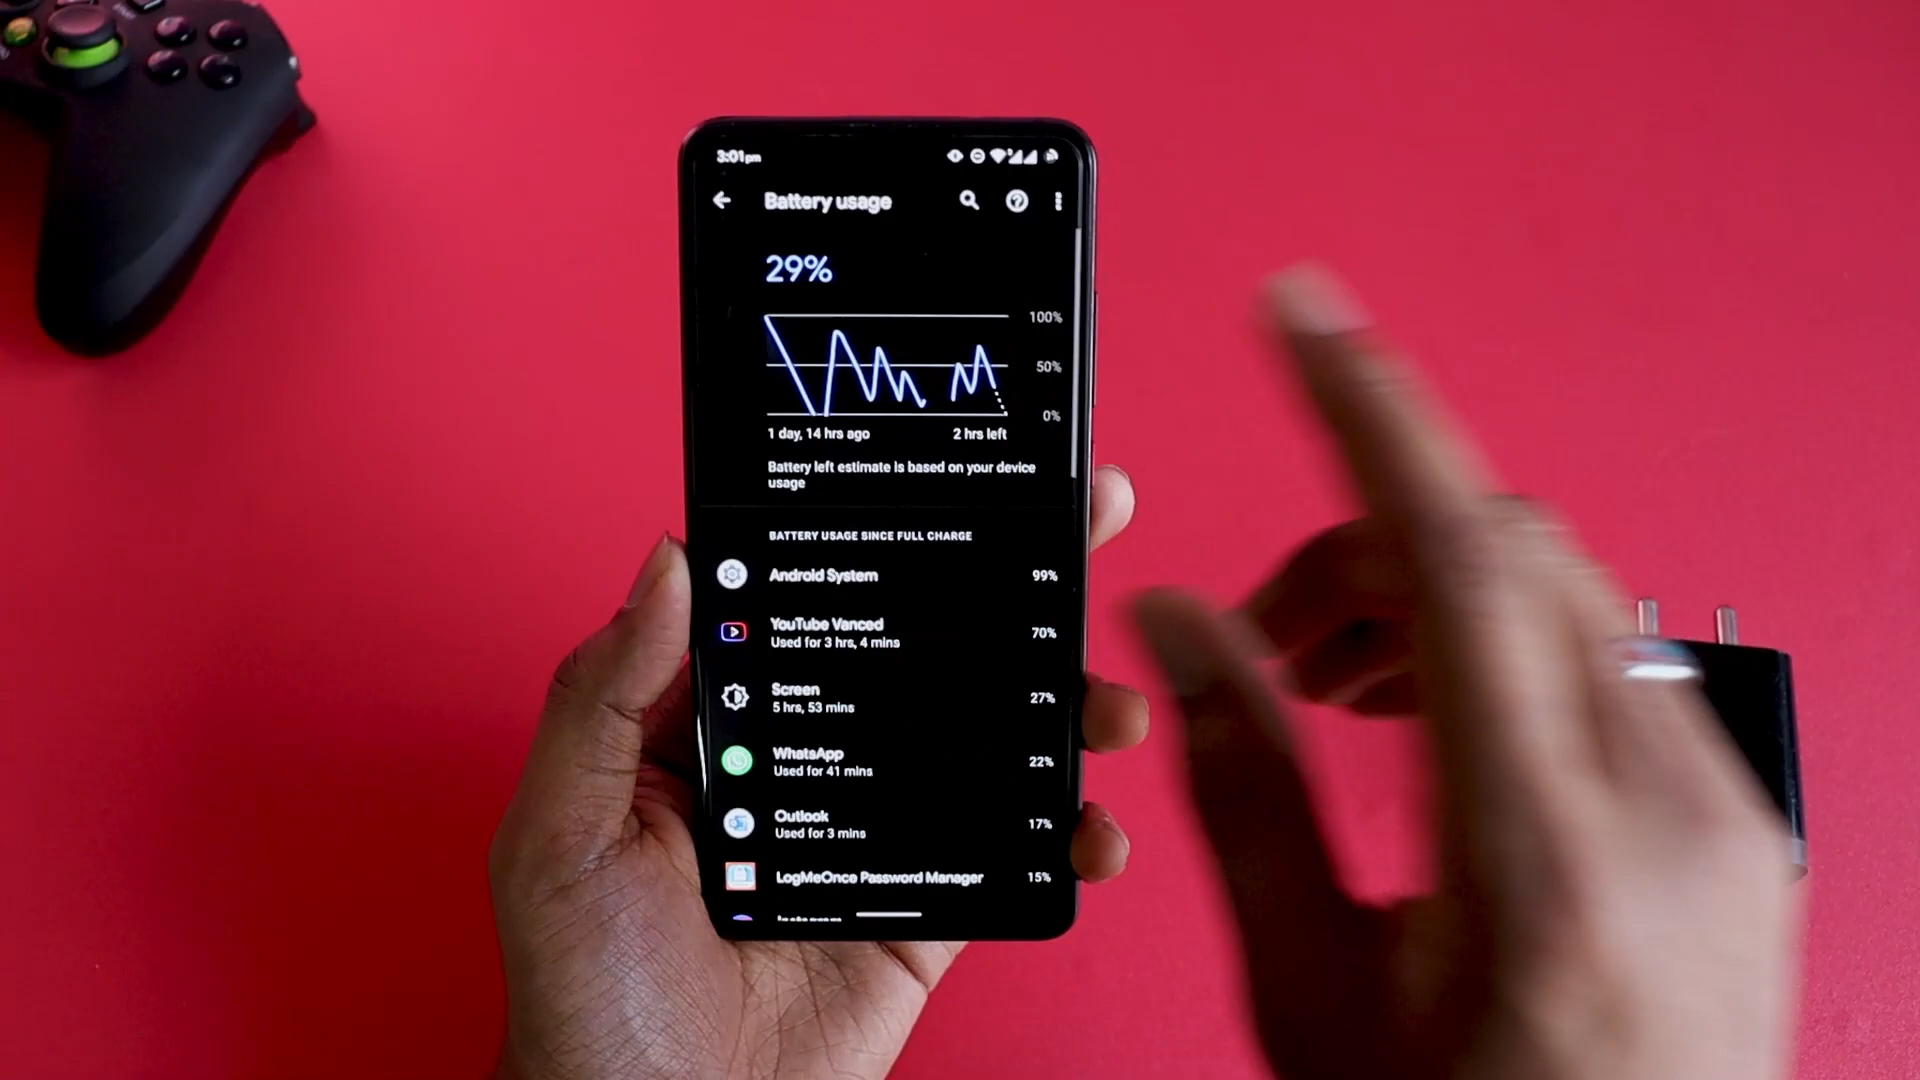 3:01pm
Battery usage
29%
100%
50%
0%
1 day, 14 hrs ago
2 hrs left
Battery left estimate is based on your device
usage
BATTERY USAGE SINCE FULL CHARGE
Android System
99%
YouTube Vanced
Used for 3 hrs, 4 mins
70%
Screen
5 hrs, 53 mins
27%
WhatsApp
Used for 41 mins
22%
Outlook
Used for 3 mins
17%
LogMeOnce Password Manager
15%
Instagram